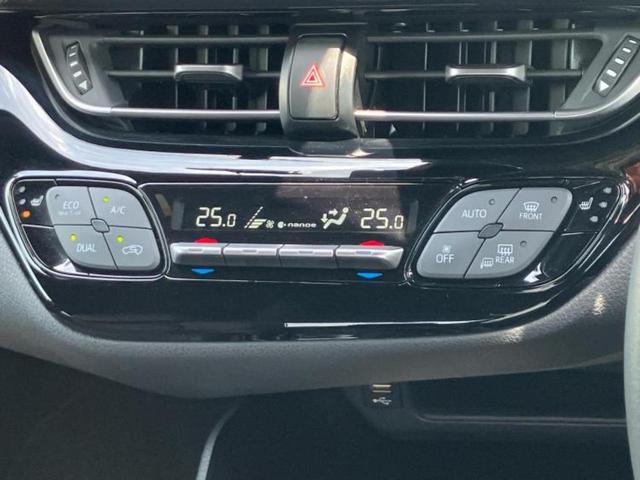 ECO
A/C
DUAL
25.0 nanoe 25.0
AUTO
FRONT
OFF
REAR